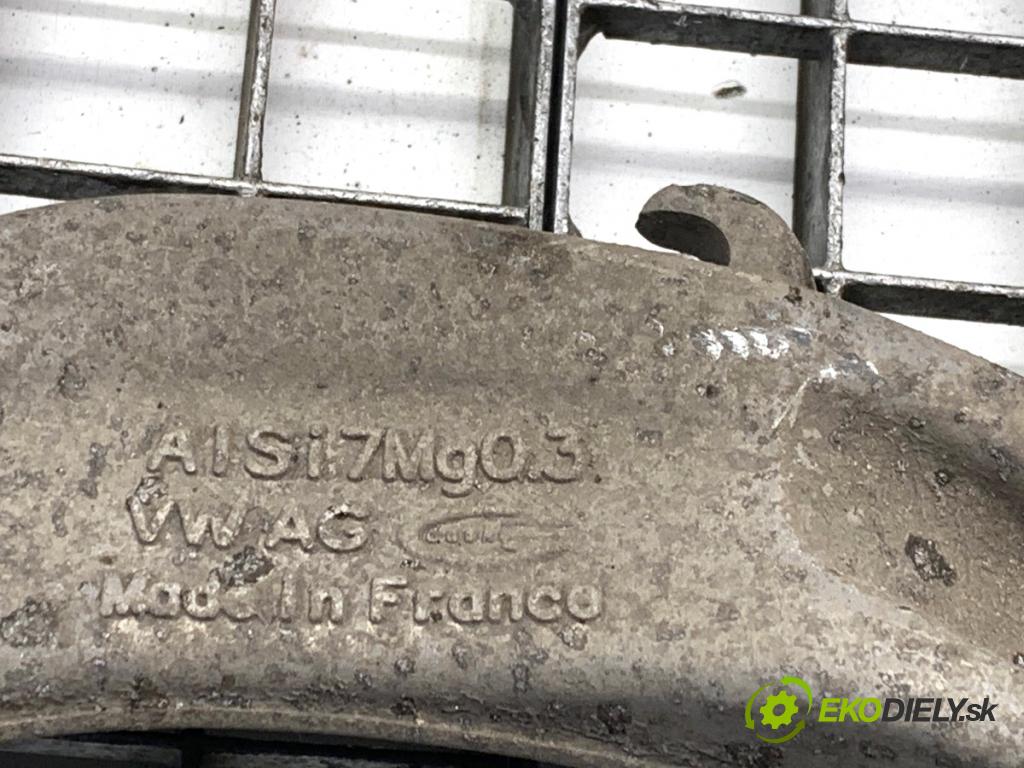 AlSi7Mg0.3
VW AG
Made In France
EKODIELY.sk